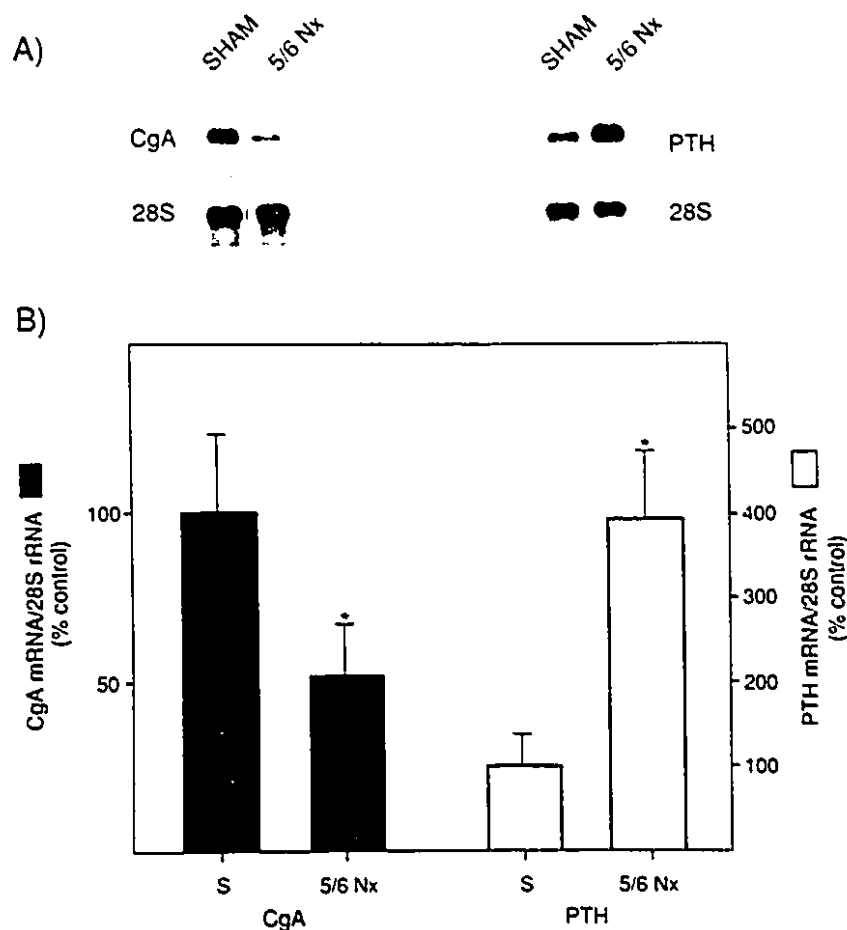 A)
SHAM 5/6 Nx
SHAM 5/6 Nx
CgA
PTH
28S
28S
B)
CgA mRNA/28S rRNA
(% control)
100
50
500
400
300
200
100
PTH mRNA/28S rRNA
(% control)
*
*
S
5/6 Nx
S
5/6 Nx
CgA
PTH